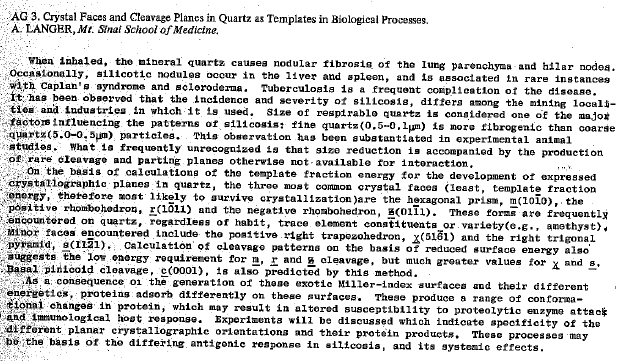 AG 3. Crystal Faces and Cleavage Planes in Quartz as Templates in Biological Processes.
A. LANGER, Mt. Sinai School of Medicine.
When inhaled, the mineral quartz causes nodular fibrosis of the lung parenchyma and hilar nodes.
Occasionally, silicotic nodules occur in the liver and spleen, and is associated in rare instances
with Caplan's syndrome and scleroderma. Tuberculosis is a frequent complication of the disease.
It has been observed that the incidence and severity of silicosis, differs among the mining locali-
ties and industries in which it is used. Size of respirable quartz is considered one of the major
factors influencing the patterns of silicosis; fine quartz(0.5-0.1µm) is more fibrogenic than coarse
quartz(5.0-0.5µm) particles. This observation has been substantiated in experimental animal
studies. What is frequently unrecognized is that size reduction is accompanied by the production
of rare cleavage and parting planes otherwise not available for interaction.
On the basis of calculations of the template fraction energy for the development of expressed
crystallographic planes in quartz, the three most common crystal faces (least, template fraction
energy, therefore most likely to survive crystallization)are the hexagonal prism, m(101̄0), the
positive rhombohedron, r(101̄1) and the negative rhombohedron, z(011̄1). These forms are frequently
encountered on quartz, regardless of habit, trace element constituents or variety(e.g., amethyst).
Minor faces encountered include the positive right trapezohedron, χ(516̄1) and the right trigonal
pyramid, s(112̄1). Calculation of cleavage patterns on the basis of reduced surface energy also
suggests the low energy requirement for m, r and z cleavage, but much greater values for χ and s.
Basal pinicoid cleavage, c(0001), is also predicted by this method.
As a consequence of the generation of these exotic Miller-index surfaces and their different
energetics, proteins adsorb differently on these surfaces. These produce a range of conforma-
tional changes in protein, which may result in altered susceptibility to proteolytic enzyme attack
and immunological host response. Experiments will be discussed which indicate specificity of the
different planar crystallographic orientations and their protein products. These processes may
be the basis of the differing antigenic response in silicosis, and its systemic effects.